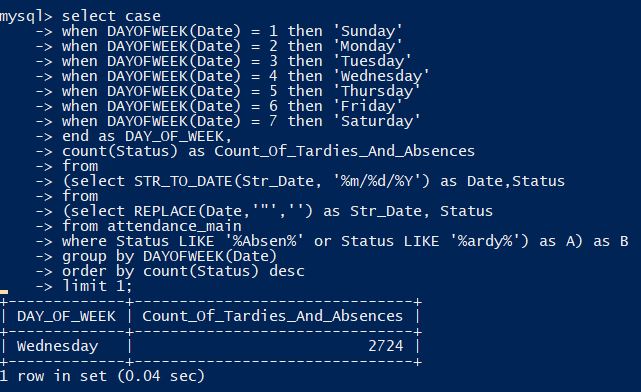 mysql> select case
    -> when DAYOFWEEK(Date) = 1 then 'Sunday'
    -> when DAYOFWEEK(Date) = 2 then 'Monday'
    -> when DAYOFWEEK(Date) = 3 then 'Tuesday'
    -> when DAYOFWEEK(Date) = 4 then 'Wednesday'
    -> when DAYOFWEEK(Date) = 5 then 'Thursday'
    -> when DAYOFWEEK(Date) = 6 then 'Friday'
    -> when DAYOFWEEK(Date) = 7 then 'Saturday'
    -> end as DAY_OF_WEEK,
    -> count(Status) as Count_Of_Tardies_And_Absences
    -> from
    -> (select STR_TO_DATE(Str_Date, '%m/%d/%Y') as Date,Status
    -> from
    -> (select REPLACE(Date,'"','') as Str_Date, Status
    -> from attendance_main
    -> where Status LIKE '%Absen%' or Status LIKE '%ardy%') as A) as B
    -> group by DAYOFWEEK(Date)
    -> order by count(Status) desc
    -> limit 1;
+-------------+--------------------------------+
| DAY_OF_WEEK | Count_Of_Tardies_And_Absences |
+-------------+--------------------------------+
| Wednesday   |                          2724 |
+-------------+--------------------------------+
1 row in set (0.04 sec)